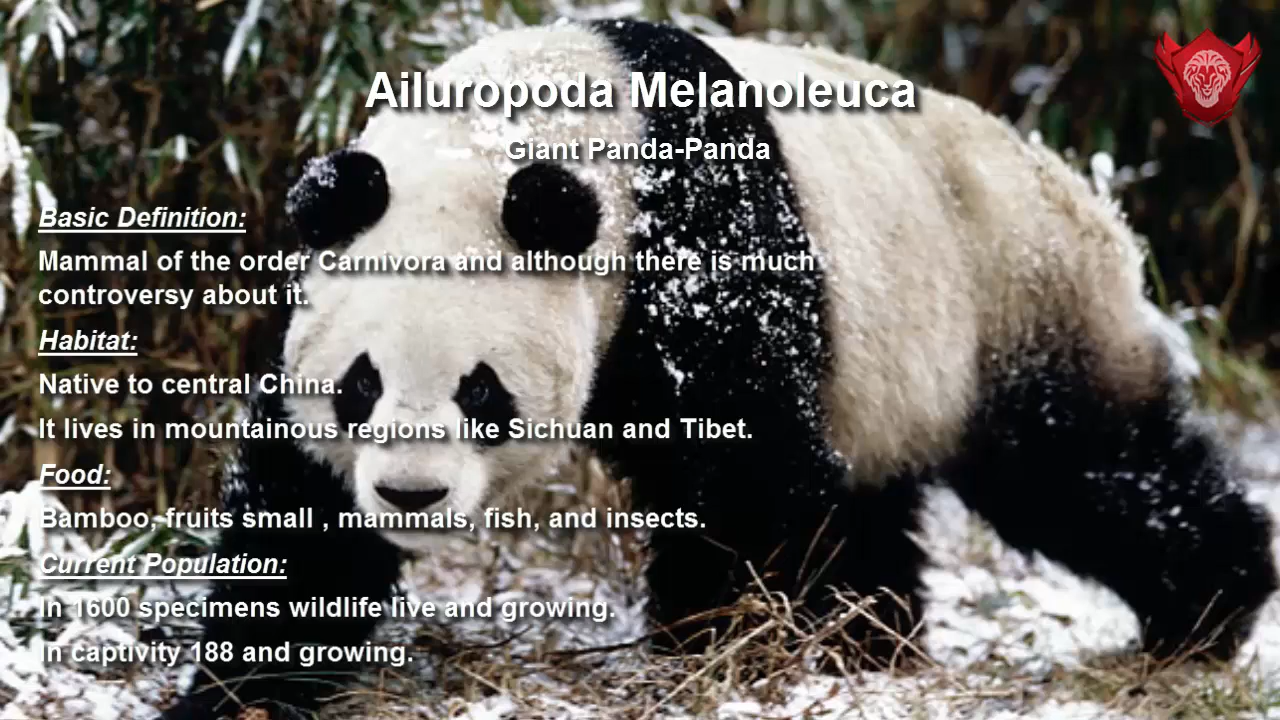 Ailuropoda Melanoleuca
Giant Panda-Panda
Basic Definition:
Mammal of the order Carnivora and although there is much
controversy about it.
Habitat:
Native to central China.
It lives in mountainous regions like Sichuan and Tibet.
Food:
Bamboo, fruits small , mammals, fish, and insects.
Current Population:
In 1600 specimens wildlife live and growing.
In captivity 188 and growing.